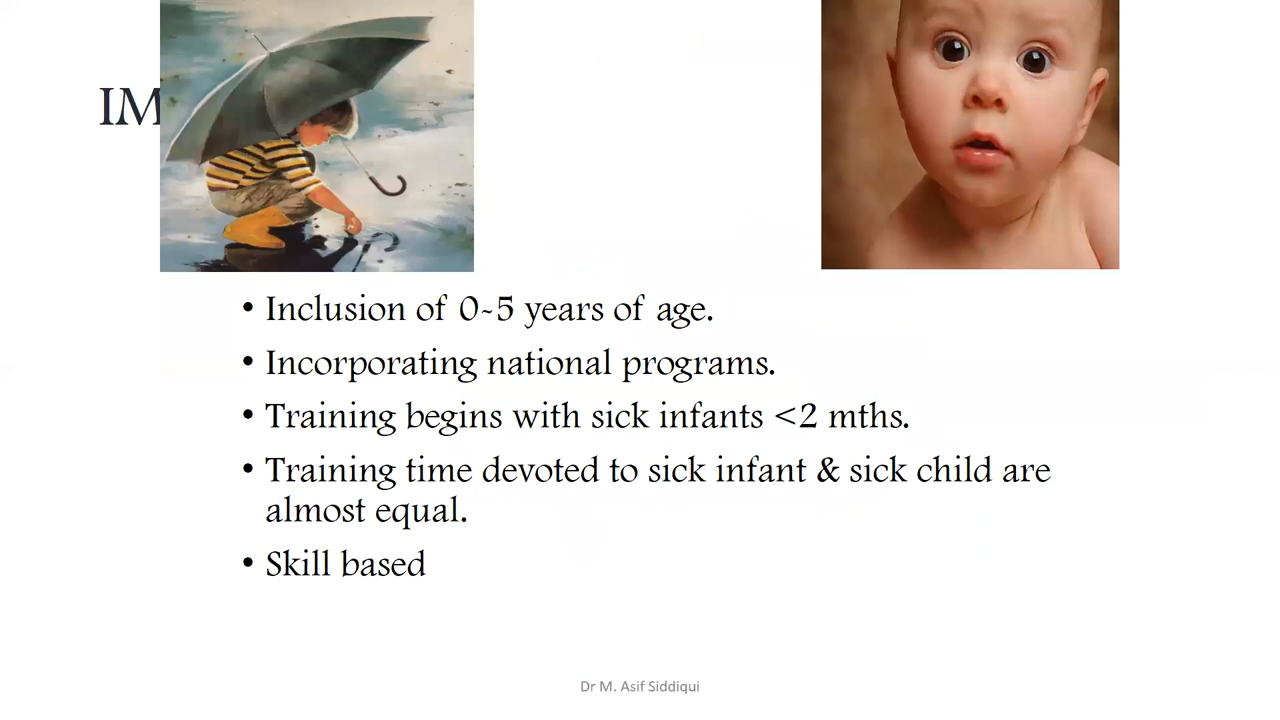 IM
• Inclusion of 0-5 years of age.
• Incorporating national programs.
• Training begins with sick infants <2 mths.
• Training time devoted to sick infant & sick child are
almost equal.
• Skill based
Dr M. Asif Siddiqui